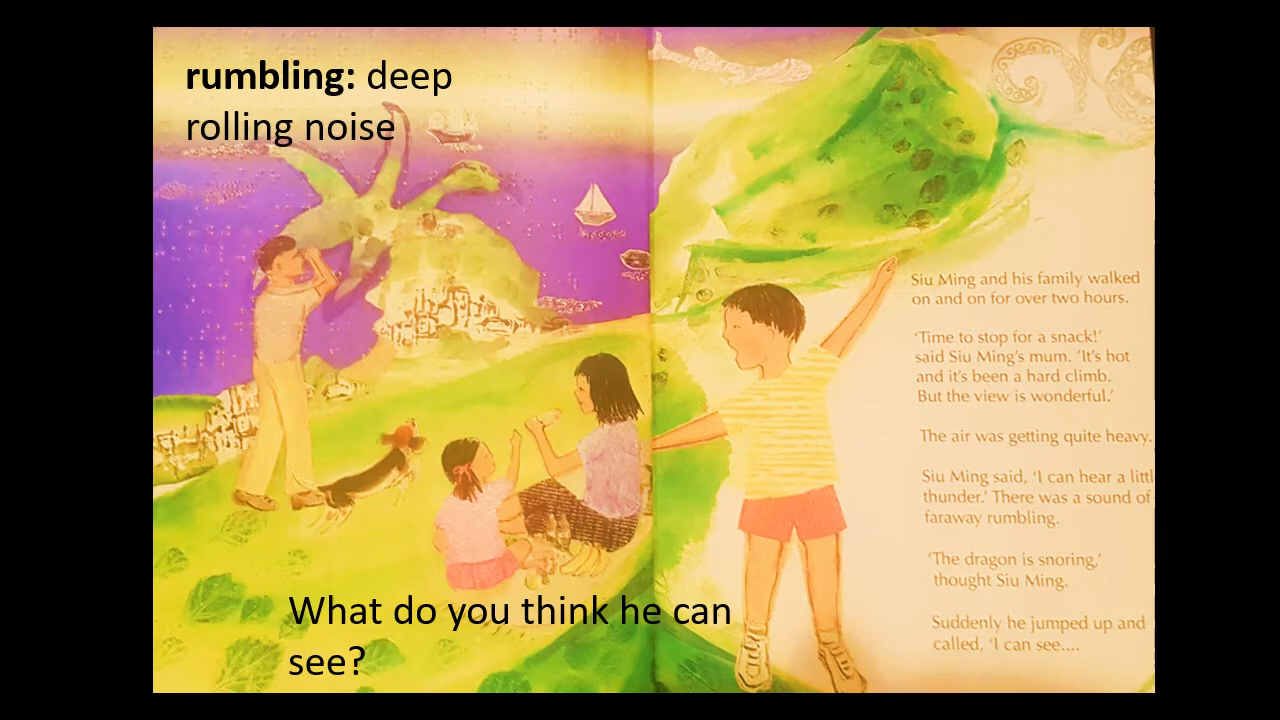 rumbling: deep
rolling noise
What do you think he can
see?
Siu Ming and his family walked
on and on for over two hours.
'Time to stop for a snack!'
said Siu Ming's mum. 'It's hot
and it's been a hard climb.
But the view is wonderful.'
The air was getting quite heavy.
Siu Ming said, 'I can hear a littl
thunder.' There was a sound of
faraway rumbling.
'The dragon is snoring,'
thought Siu Ming.
Suddenly he jumped up and
called, 'I can see....